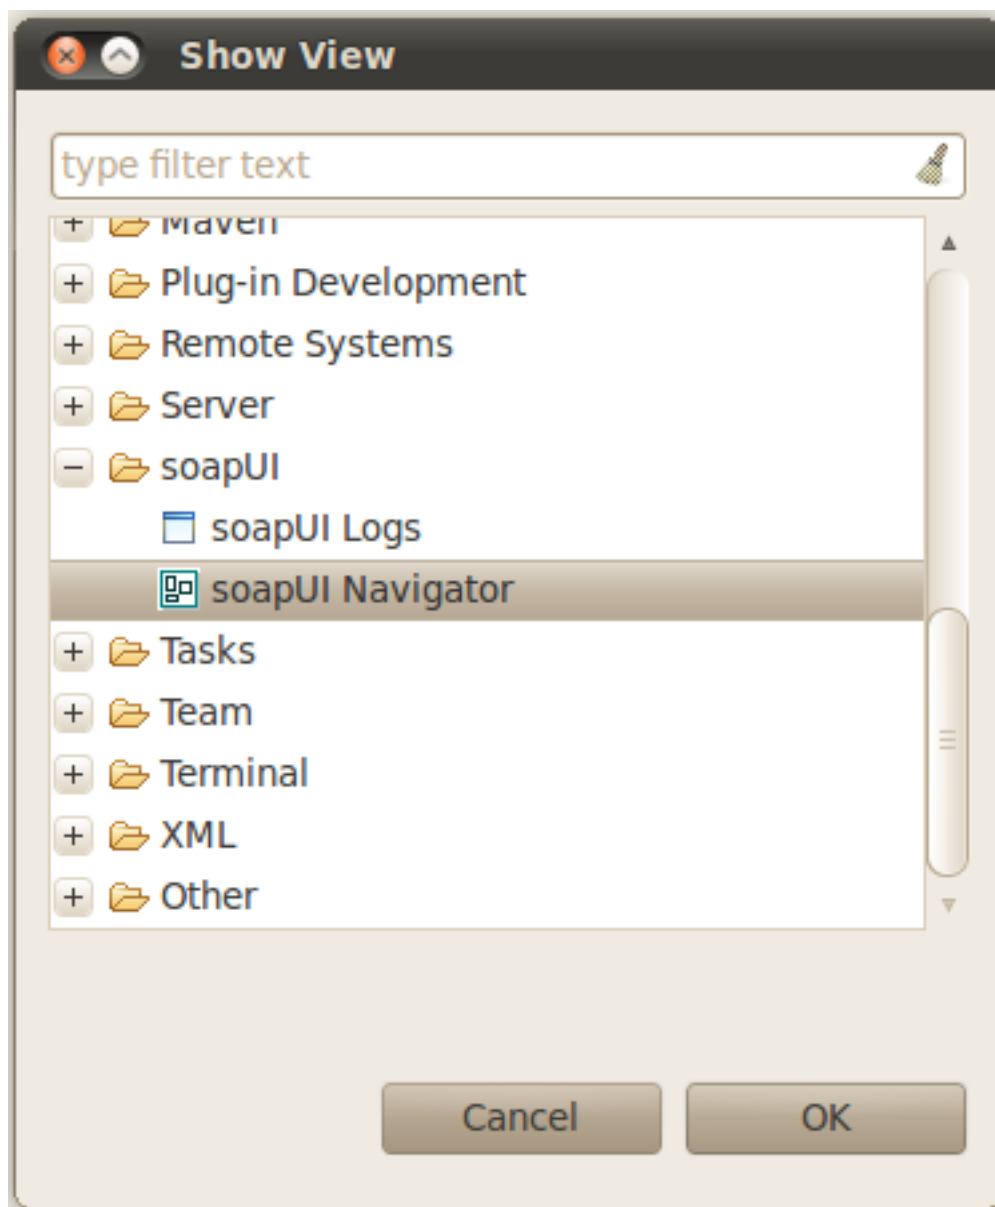 Show View
type filter text
Maven
Plug-in Development
Remote Systems
Server
soapUI
soapUI Logs
soapUI Navigator
Tasks
Team
Terminal
XML
Other
Cancel
OK